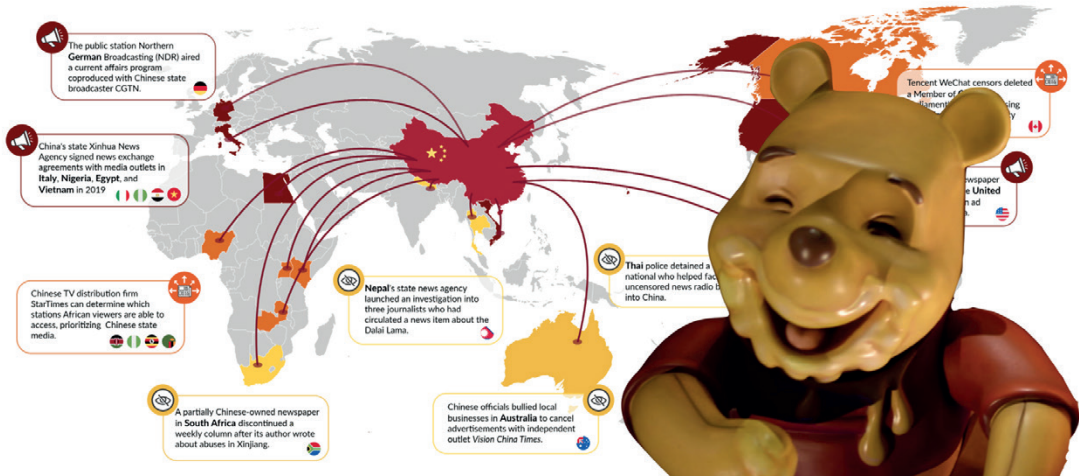 The public station Northern
German Broadcasting (NDR) aired
a current affairs program
coproduced with Chinese state
broadcaster CGTN.
China's state Xinhua News
Agency signed news exchange
agreements with media outlets in
Italy, Nigeria, Egypt, and
Vietnam in 2019
Chinese TV distribution firm
StarTimes can determine which
stations African viewers are able to
access, prioritizing Chinese state
media.
A partially Chinese-owned newspaper
in South Africa discontinued a
weekly column after its author wrote
about abuses in Xinjiang.
Nepal's state news agency
launched an investigation into
three journalists who had
circulated a news item about the
Dalai Lama.
Chinese officials bullied local
businesses in Australia to cancel
advertisements with independent
outlet Vision China Times.
Thai police detained a
national who helped
uncensored news radio
into China.
Tencent WeChat censors deleted
a Member of
newspaper
United
ad